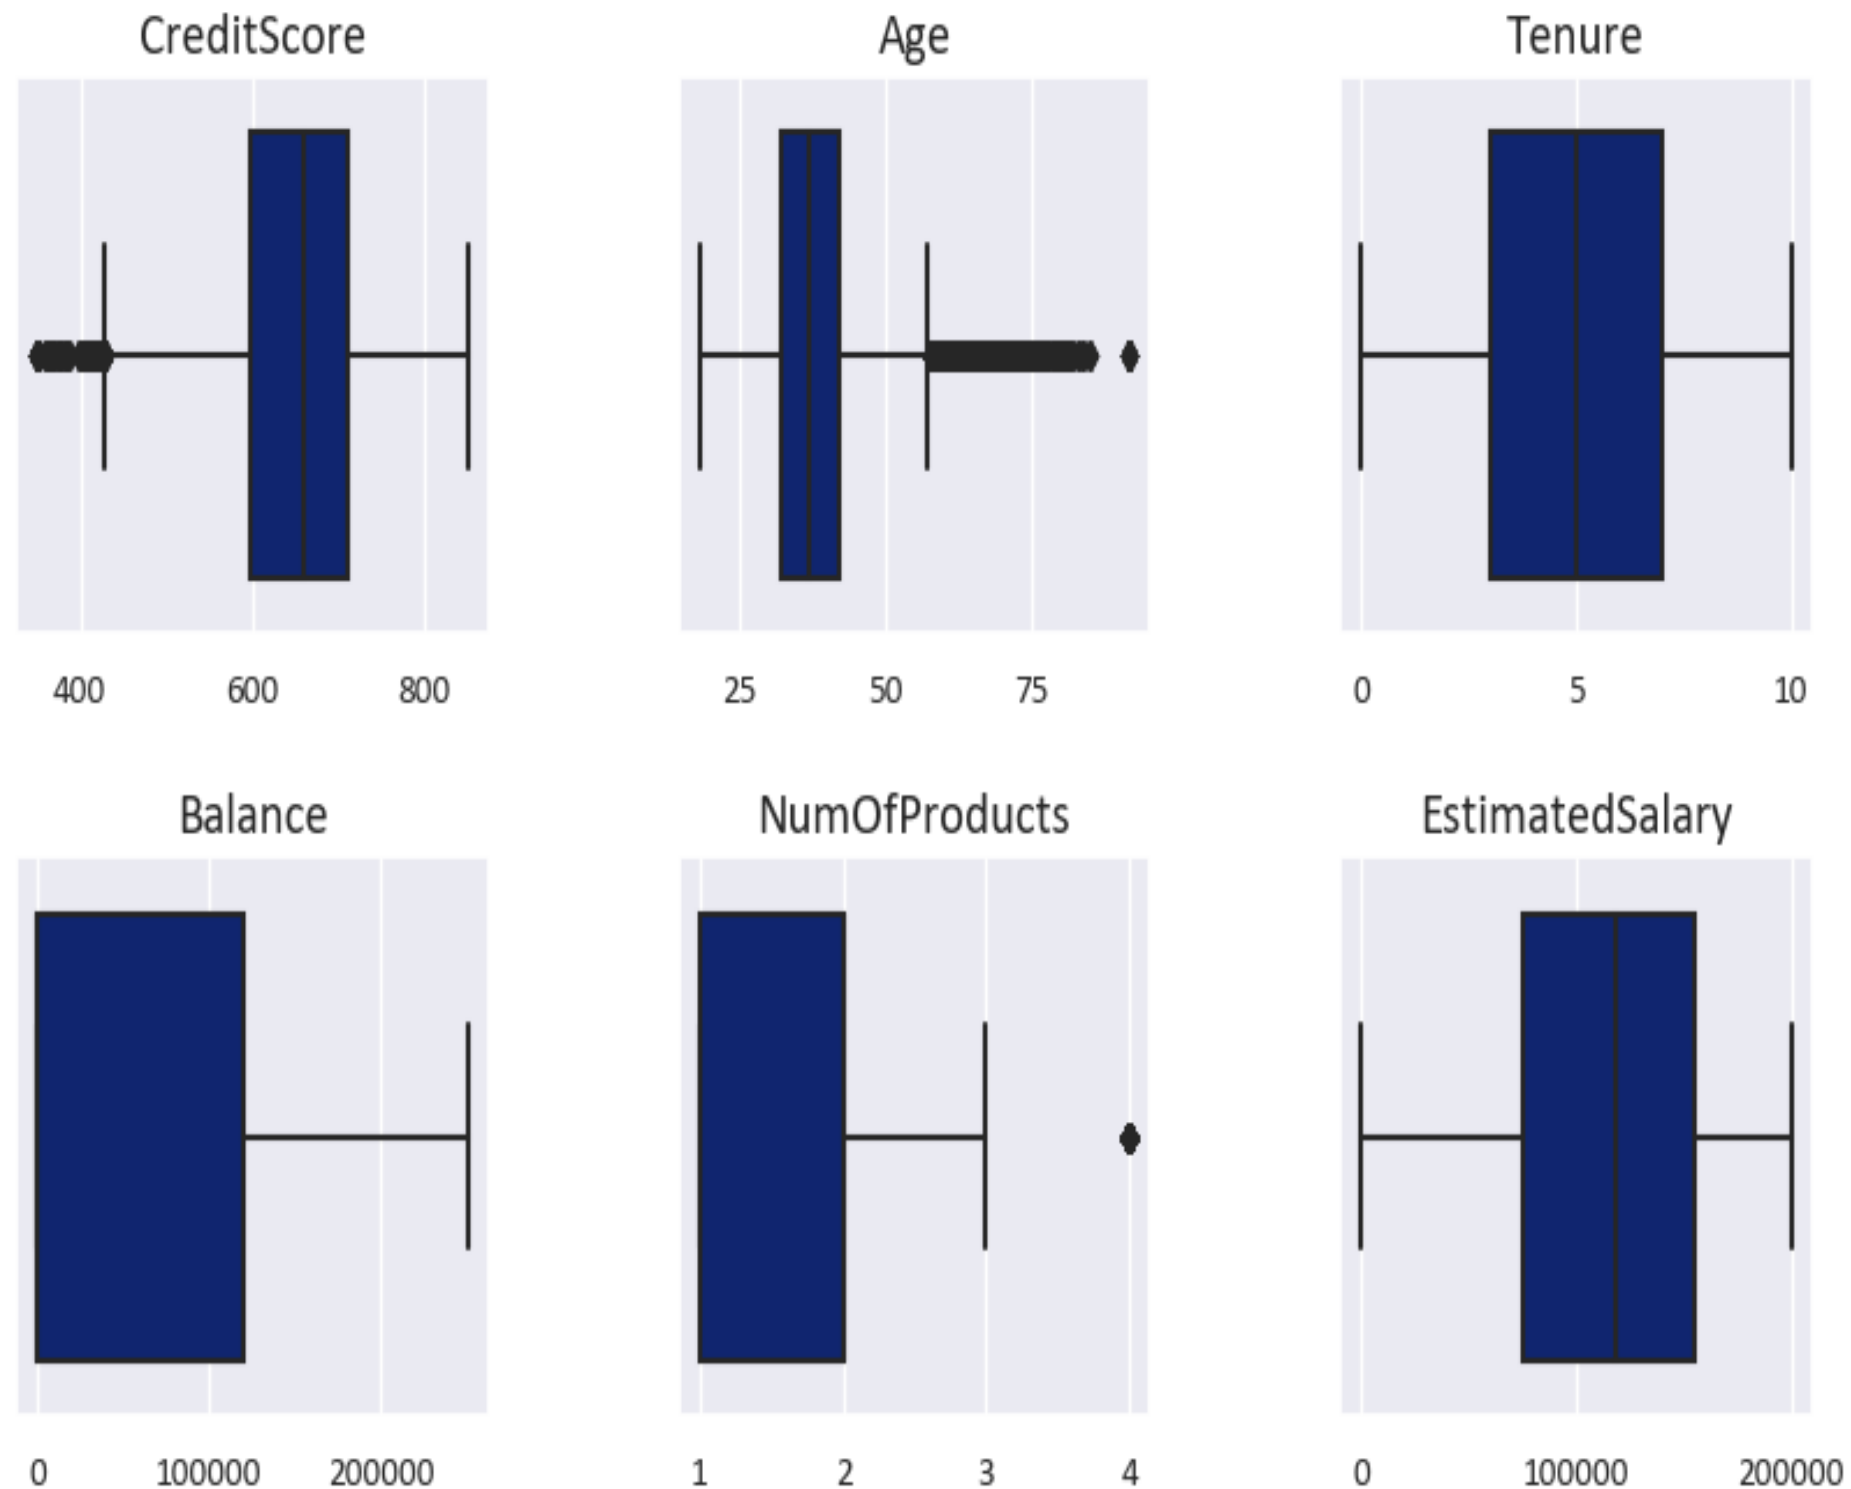 CreditScore Age Tenure
400 600 800 25 50 75 0 5 10
Balance NumOfProducts EstimatedSalary
0 100000 200000 1 2 3 4 0 100000 200000